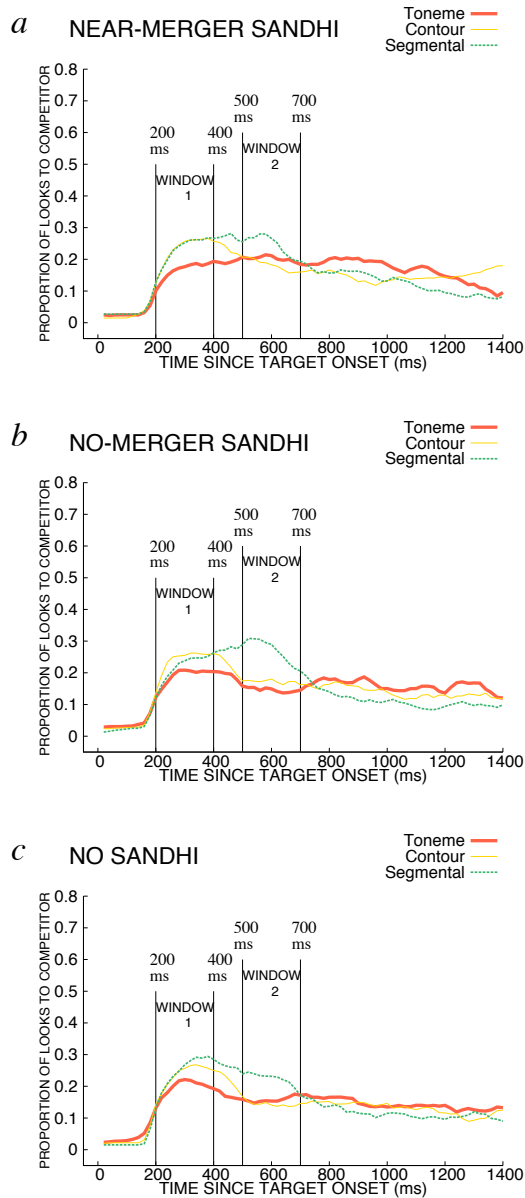 a NEAR-MERGER SANDHI
Toneme
Contour
Segmental
PROPORTION OF LOOKS TO COMPETITOR
0.8
0.7
0.6
0.5
0.4
0.3
0.2
0.1
0
200 ms
400 ms
500 ms
700 ms
WINDOW 1
WINDOW 2
0 200 400 600 800 1000 1200 1400
TIME SINCE TARGET ONSET (ms)
b NO-MERGER SANDHI
Toneme
Contour
Segmental
PROPORTION OF LOOKS TO COMPETITOR
0.8
0.7
0.6
0.5
0.4
0.3
0.2
0.1
0
200 ms
400 ms
500 ms
700 ms
WINDOW 1
WINDOW 2
0 200 400 600 800 1000 1200 1400
TIME SINCE TARGET ONSET (ms)
c NO SANDHI
Toneme
Contour
Segmental
PROPORTION OF LOOKS TO COMPETITOR
0.8
0.7
0.6
0.5
0.4
0.3
0.2
0.1
0
200 ms
400 ms
500 ms
700 ms
WINDOW 1
WINDOW 2
0 200 400 600 800 1000 1200 1400
TIME SINCE TARGET ONSET (ms)